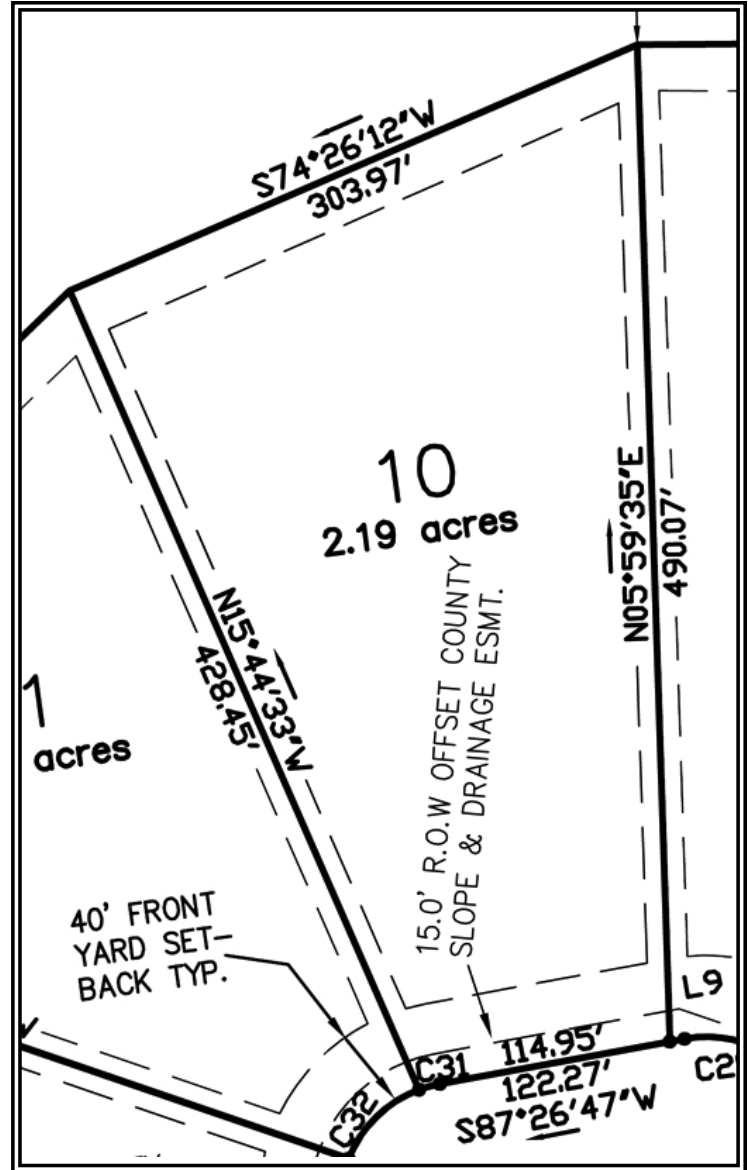 S74°26'12"W
303.97'
10
2.19 acres
N05°59'35"E
490.07'
N15°44'33"W
428.45'
1
acres
15.0' R.O.W OFFSET COUNTY
SLOPE & DRAINAGE ESMT.
40' FRONT
YARD SET-
BACK TYP.
L9
C31
114.95'
122.27'
S87°26'47"W
C32
C2